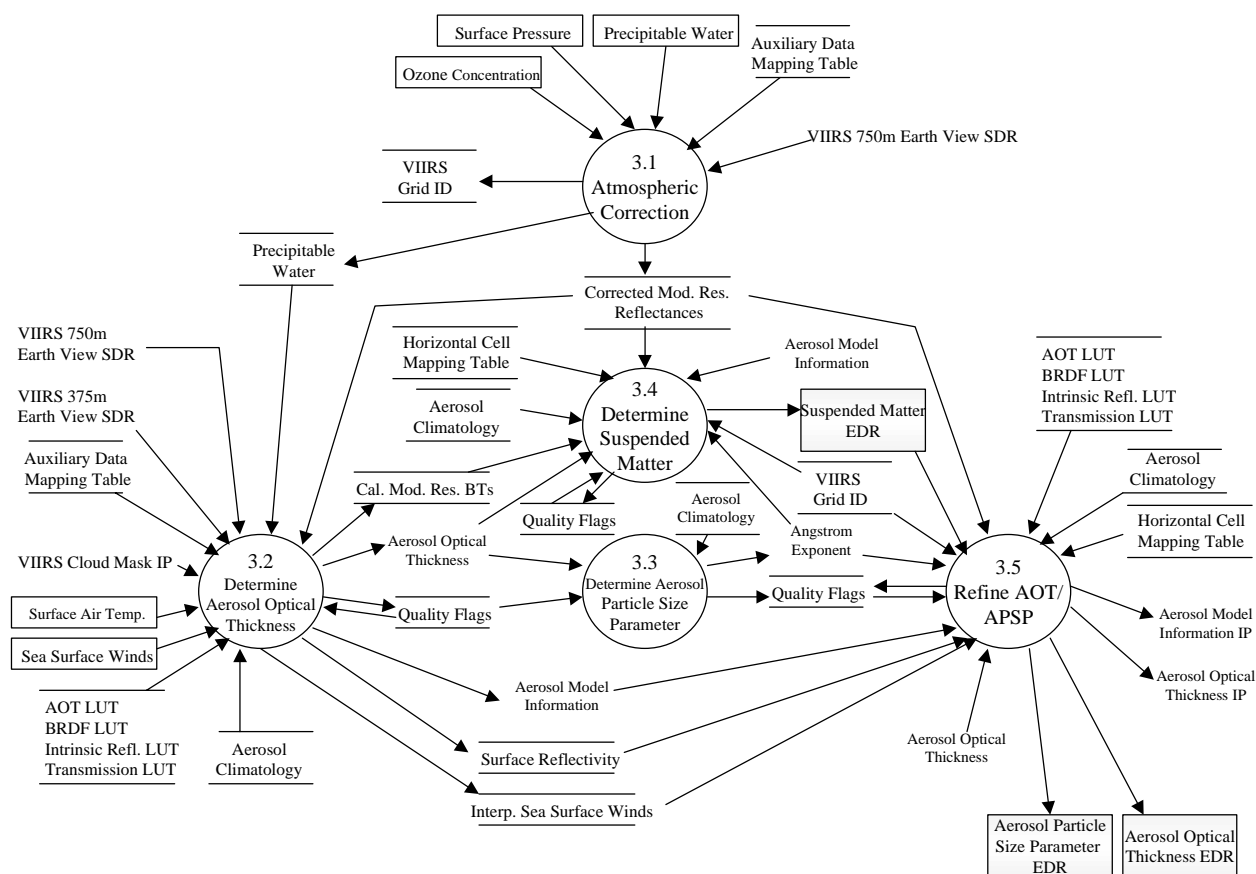 Surface Pressure
Precipitable Water
Auxiliary Data
Mapping Table
Ozone Concentration
VIIRS 750m Earth View SDR
3.1
Atmospheric
Correction
VIIRS
Grid ID
Precipitable
Water
Corrected Mod. Res.
Reflectances
VIIRS 750m
Earth View SDR
Horizontal Cell
Mapping Table
Aerosol Model
Information
AOT LUT
BRDF LUT
Intrinsic Refl. LUT
Transmission LUT
VIIRS 375m
Earth View SDR
Aerosol
Climatology
3.4
Determine
Suspended
Matter
Suspended Matter
EDR
Auxiliary Data
Mapping Table
Cal. Mod. Res. BTs
VIIRS
Grid ID
Aerosol
Climatology
Quality Flags
Aerosol
Climatology
Horizontal Cell
Mapping Table
Aerosol Optical
Thickness
Angstrom
Exponent
VIIRS Cloud Mask IP
3.2
Determine
Aerosol Optical
Thickness
3.3
Determine Aerosol
Particle Size
Parameter
3.5
Refine AOT/
APSP
Surface Air Temp.
Quality Flags
Quality Flags
Aerosol Model
Information IP
Sea Surface Winds
Aerosol Model
Information
Aerosol Optical
Thickness IP
AOT LUT
BRDF LUT
Intrinsic Refl. LUT
Transmission LUT
Aerosol
Climatology
Surface Reflectivity
Aerosol Optical
Thickness
Interp. Sea Surface Winds
Aerosol Particle
Size Parameter
EDR
Aerosol Optical
Thickness EDR